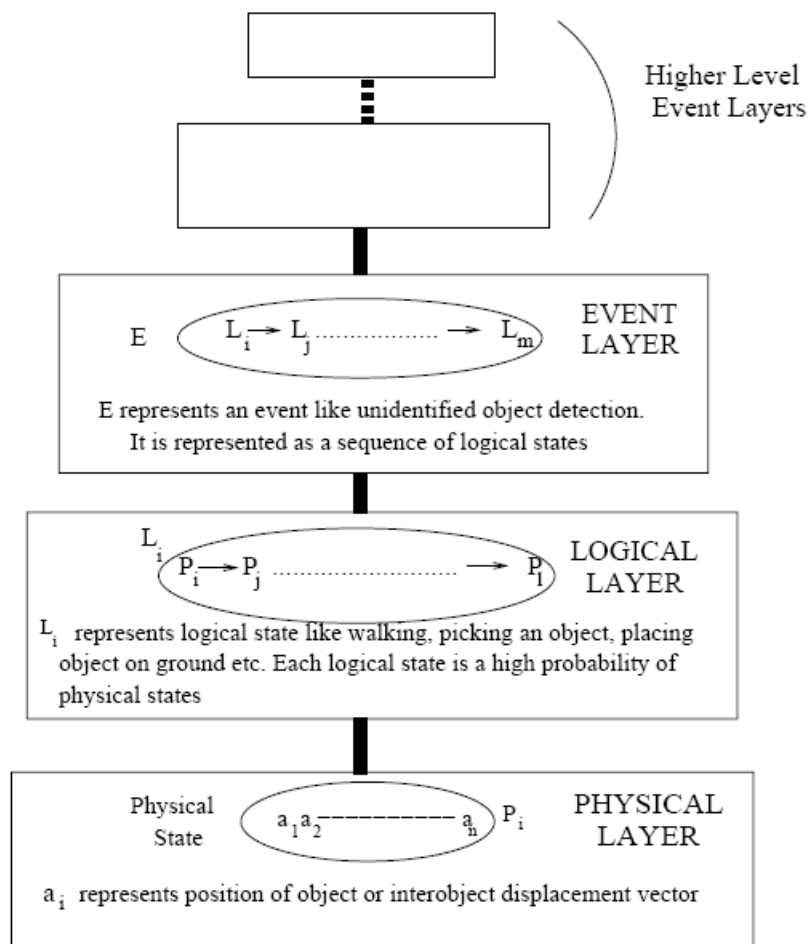 Higher Level
Event Layers
E
L_i → L_j .................... → L_m
EVENT
LAYER
E represents an event like unidentified object detection.
It is represented as a sequence of logical states
L_i
P_i → P_j .............................. → P_l
LOGICAL
LAYER
L_i represents logical state like walking, picking an object, placing
object on ground etc. Each logical state is a high probability of
physical states
Physical
State
a_1 a_2 ----------- a_n
P_i
PHYSICAL
LAYER
a_i represents position of object or interobject displacement vector